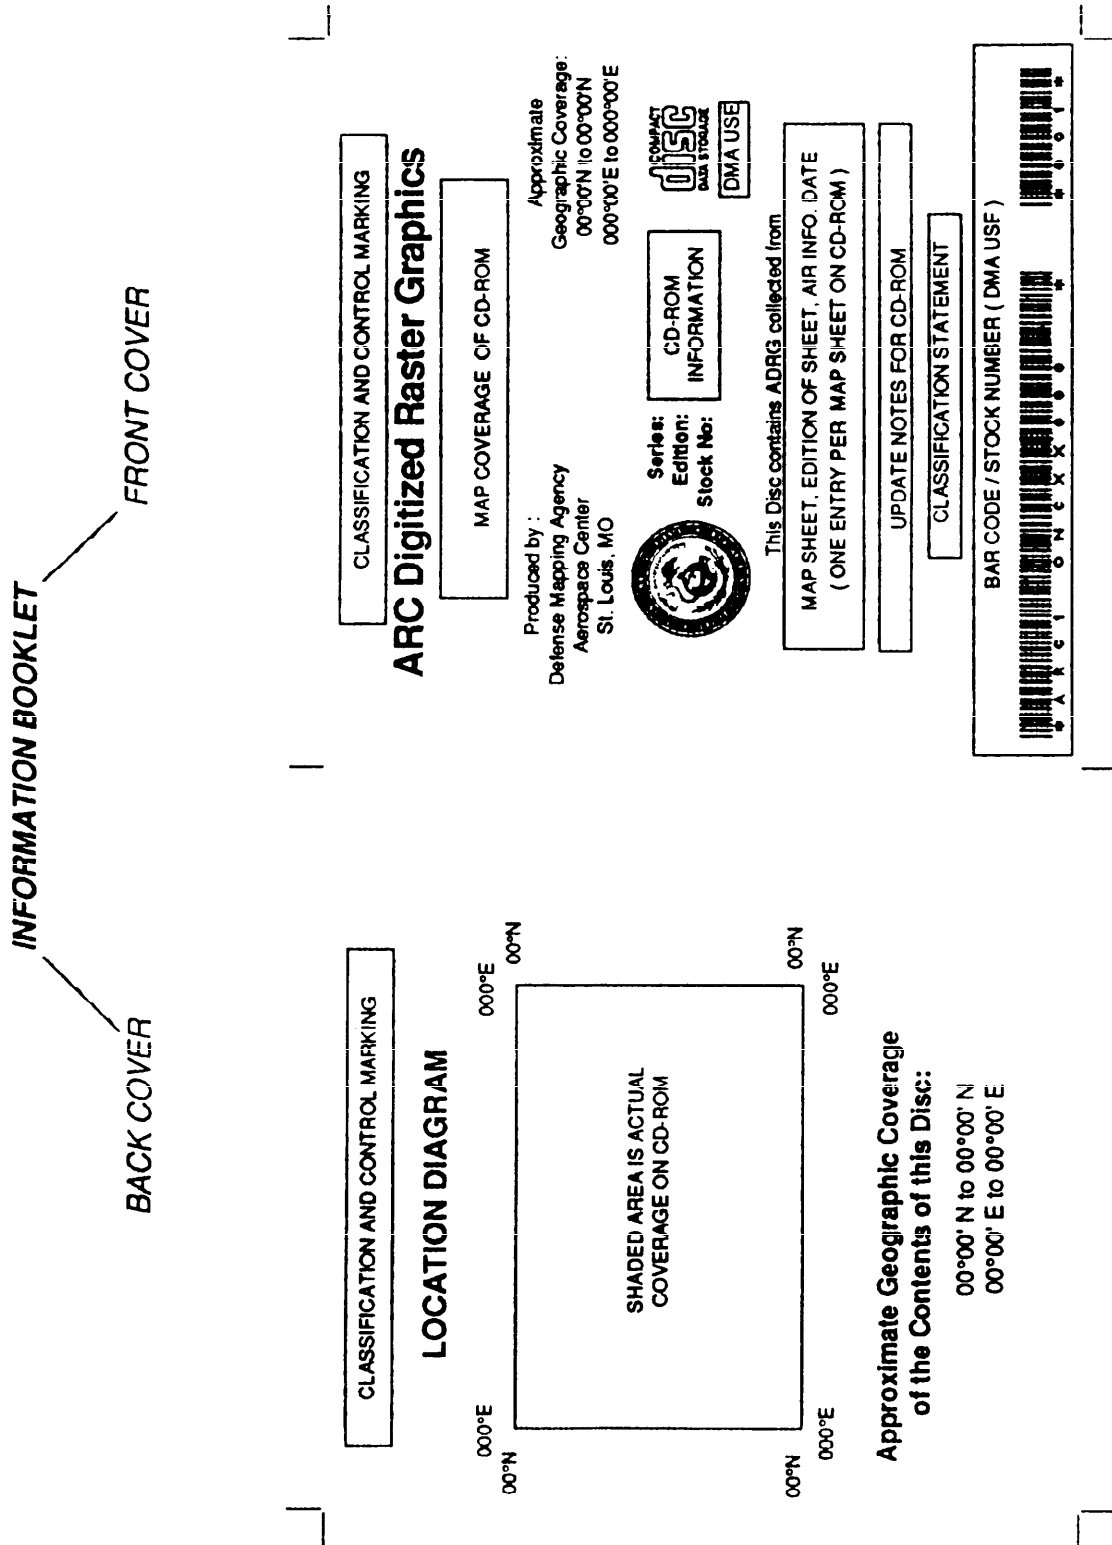 INFORMATION BOOKLET
BACK COVER
FRONT COVER
CLASSIFICATION AND CONTROL MARKING
LOCATION DIAGRAM
000°E
000°E
00°N
00°N
SHADED AREA IS ACTUAL
COVERAGE ON CD-ROM
00°N
00°N
000°E
000°E
Approximate Geographic Coverage
of the Contents of this Disc:
00°00' N to 00°00' N
00°00' E to 00°00' E
CLASSIFICATION AND CONTROL MARKING
ARC Digitized Raster Graphics
MAP COVERAGE OF CD-ROM
Produced by :
Defense Mapping Agency
Aerospace Center
St. Louis, MO
Approximate
Geographic Coverage:
00°00'N to 00°00'N
000°00'E to 000°00'E
Series:
Edition:
Stock No:
CD-ROM
INFORMATION
COMPACT
disc
DATA STORAGE
DMA USE
This Disc contains ADRG collected from
MAP SHEET, EDITION OF SHEET, AIR INFO. DATE
( ONE ENTRY PER MAP SHEET ON CD-ROM )
UPDATE NOTES FOR CD-ROM
CLASSIFICATION STATEMENT
BAR CODE / STOCK NUMBER ( DMA USF )